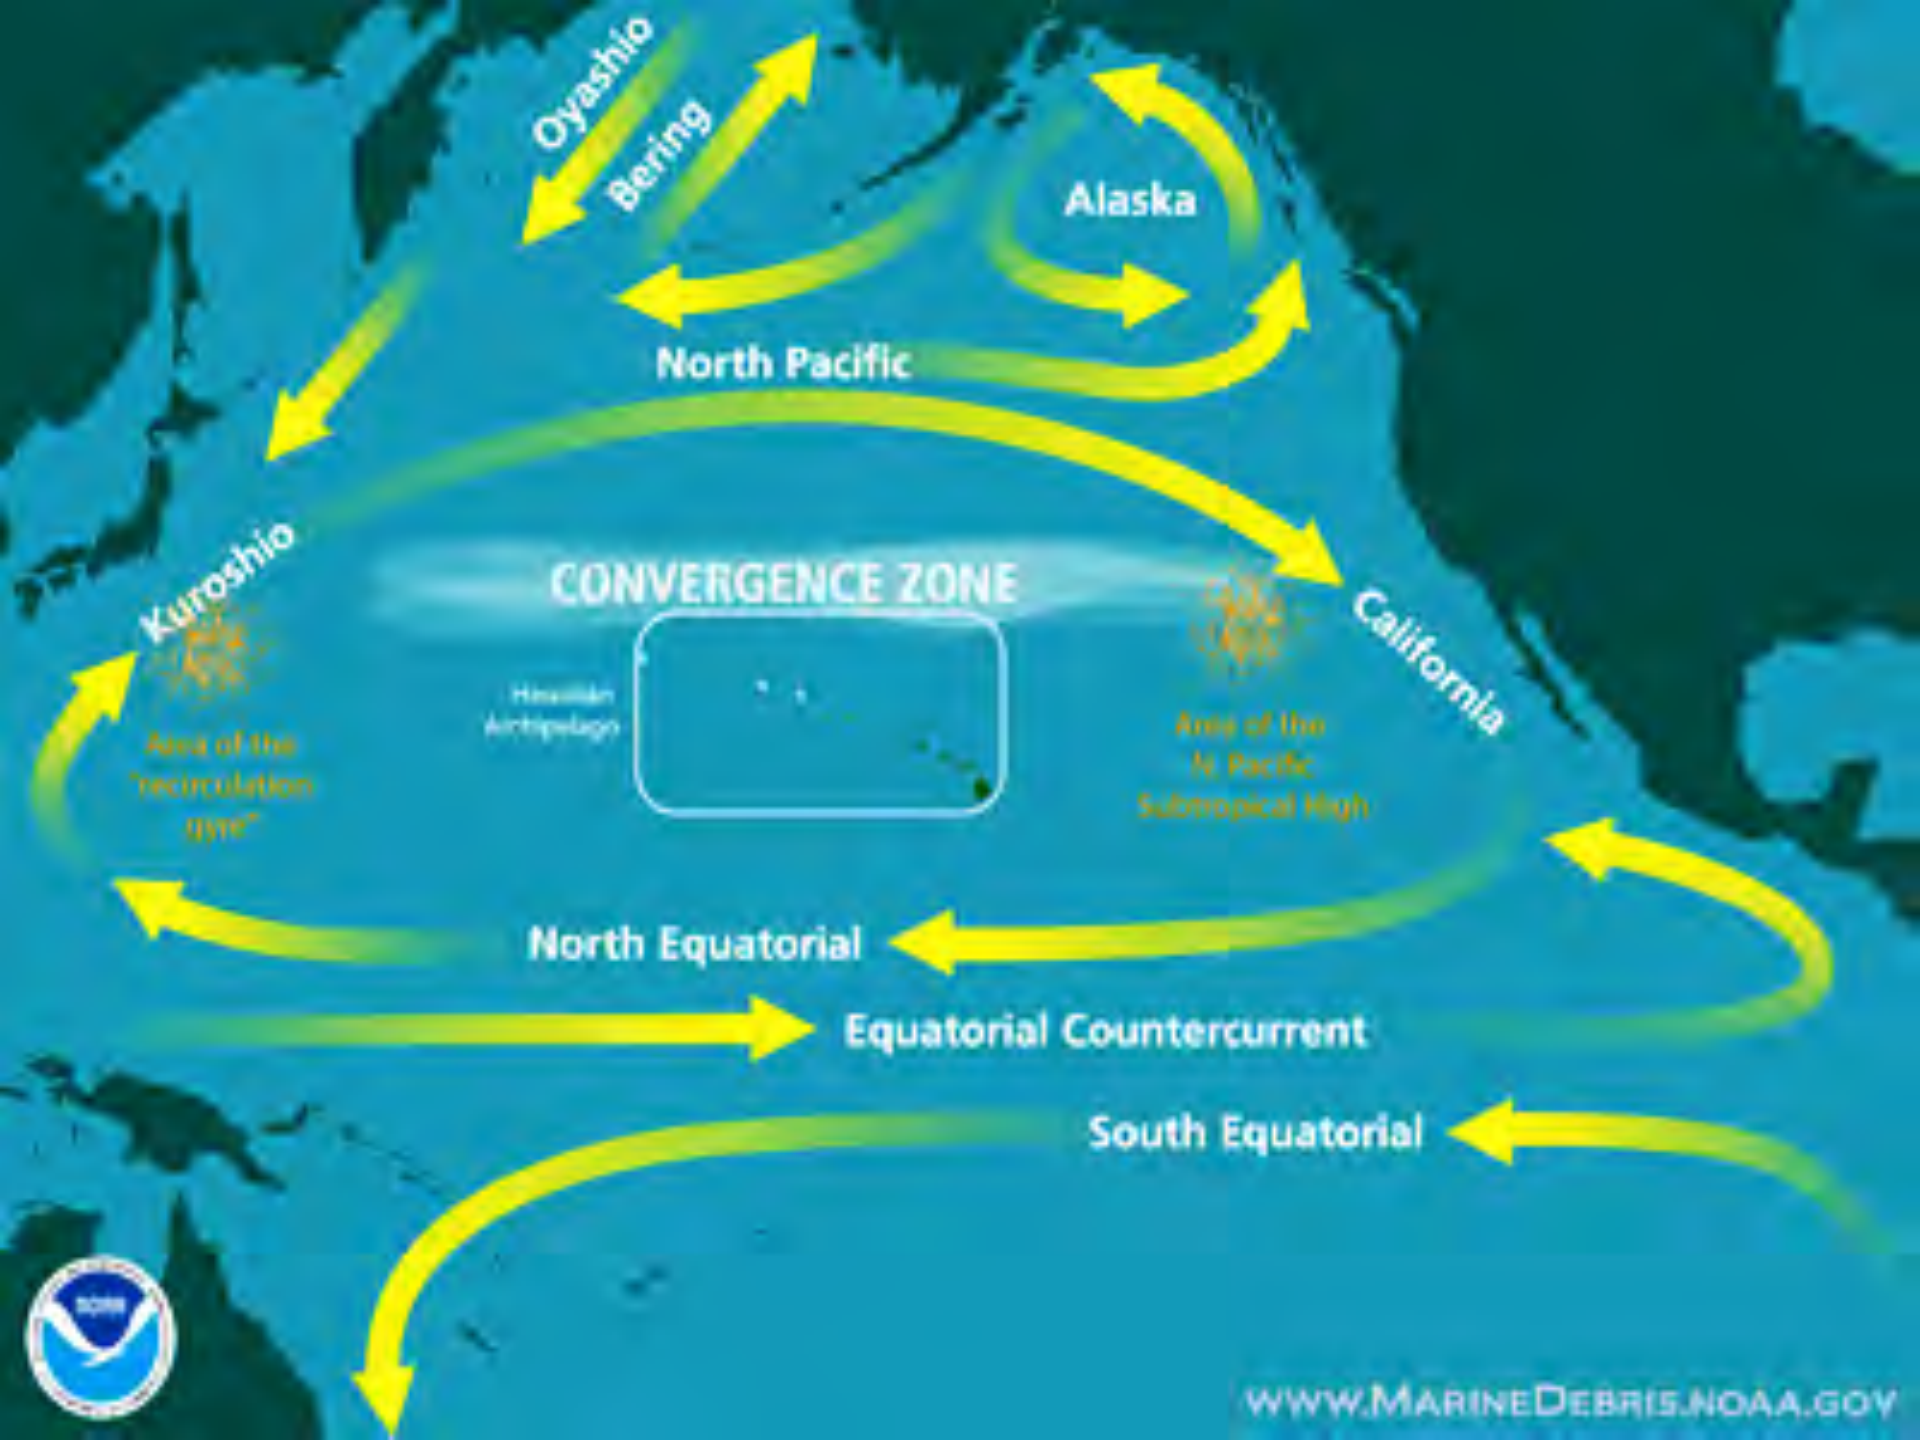 Oyashio
Bering
Alaska
North Pacific
Kuroshio
CONVERGENCE ZONE
California
Hawaiian
Archipelago
Area of the
"recirculation
gyre"
Area of the
N. Pacific
Subtropical High
North Equatorial
Equatorial Countercurrent
South Equatorial
NOAA
WWW.MARINEDEBRIS.NOAA.GOV